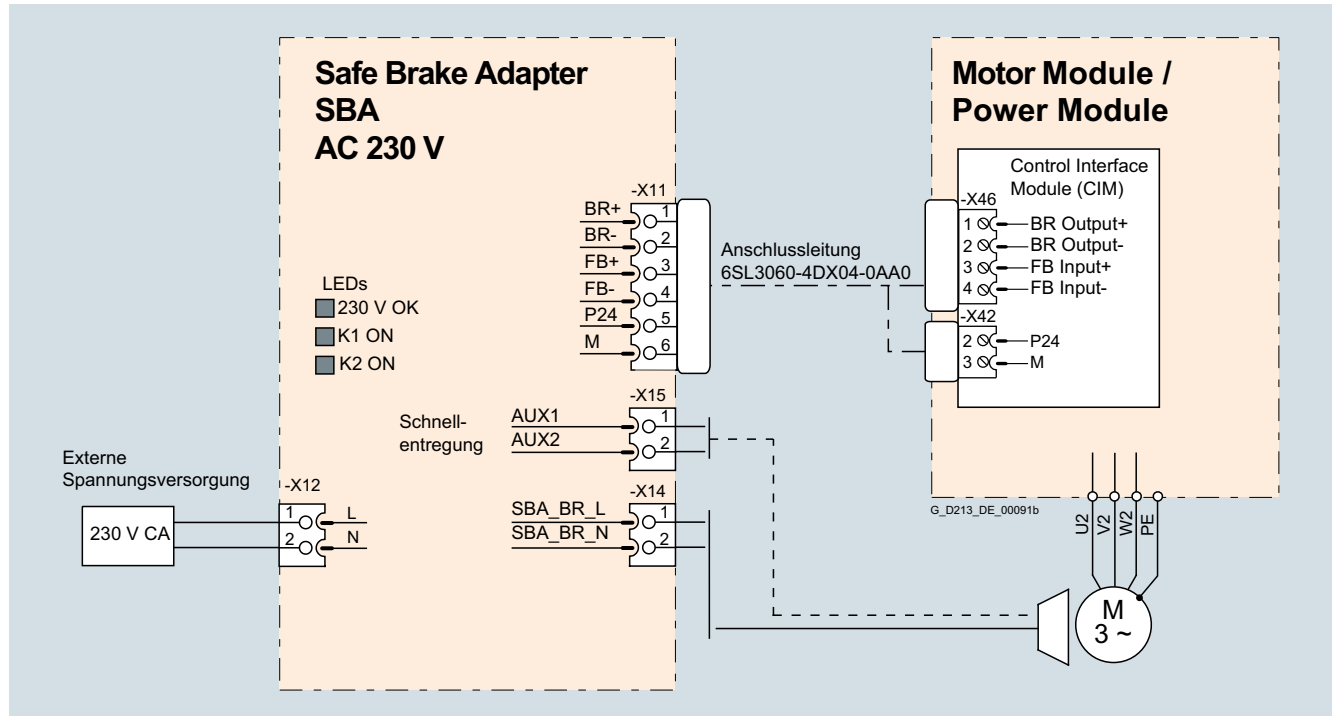 Safe Brake Adapter
SBA
AC 230 V
Motor Module /
Power Module
Control Interface
Module (CIM)
-X11
BR+ 1
BR- 2
FB+ 3
FB- 4
P24 5
M 6
Anschlussleitung
6SL3060-4DX04-0AA0
-X46
1 BR Output+
2 BR Output-
3 FB Input+
4 FB Input-
-X42
2 P24
3 M
LEDs
230 V OK
K1 ON
K2 ON
Schnell-
entregung
-X15
AUX1 1
AUX2 2
Externe
Spannungsversorgung
230 V CA
-X12
1 L
2 N
-X14
SBA_BR_L 1
SBA_BR_N 2
G_D213_DE_00091b
U2
V2
W2
PE
M
3 ~